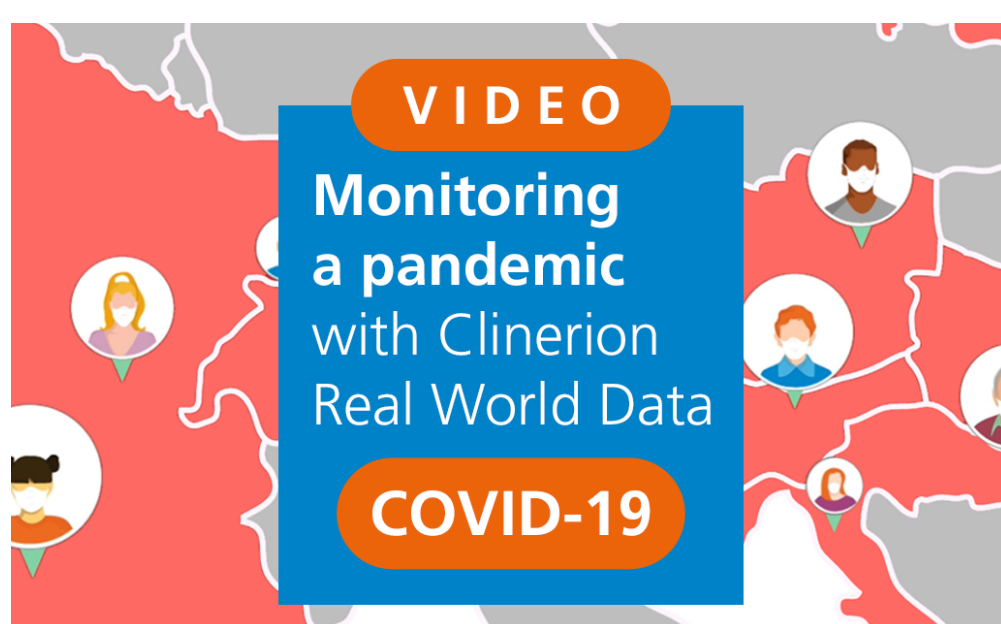 VIDEO
Monitoring
a pandemic
with Clinerion
Real World Data
COVID-19